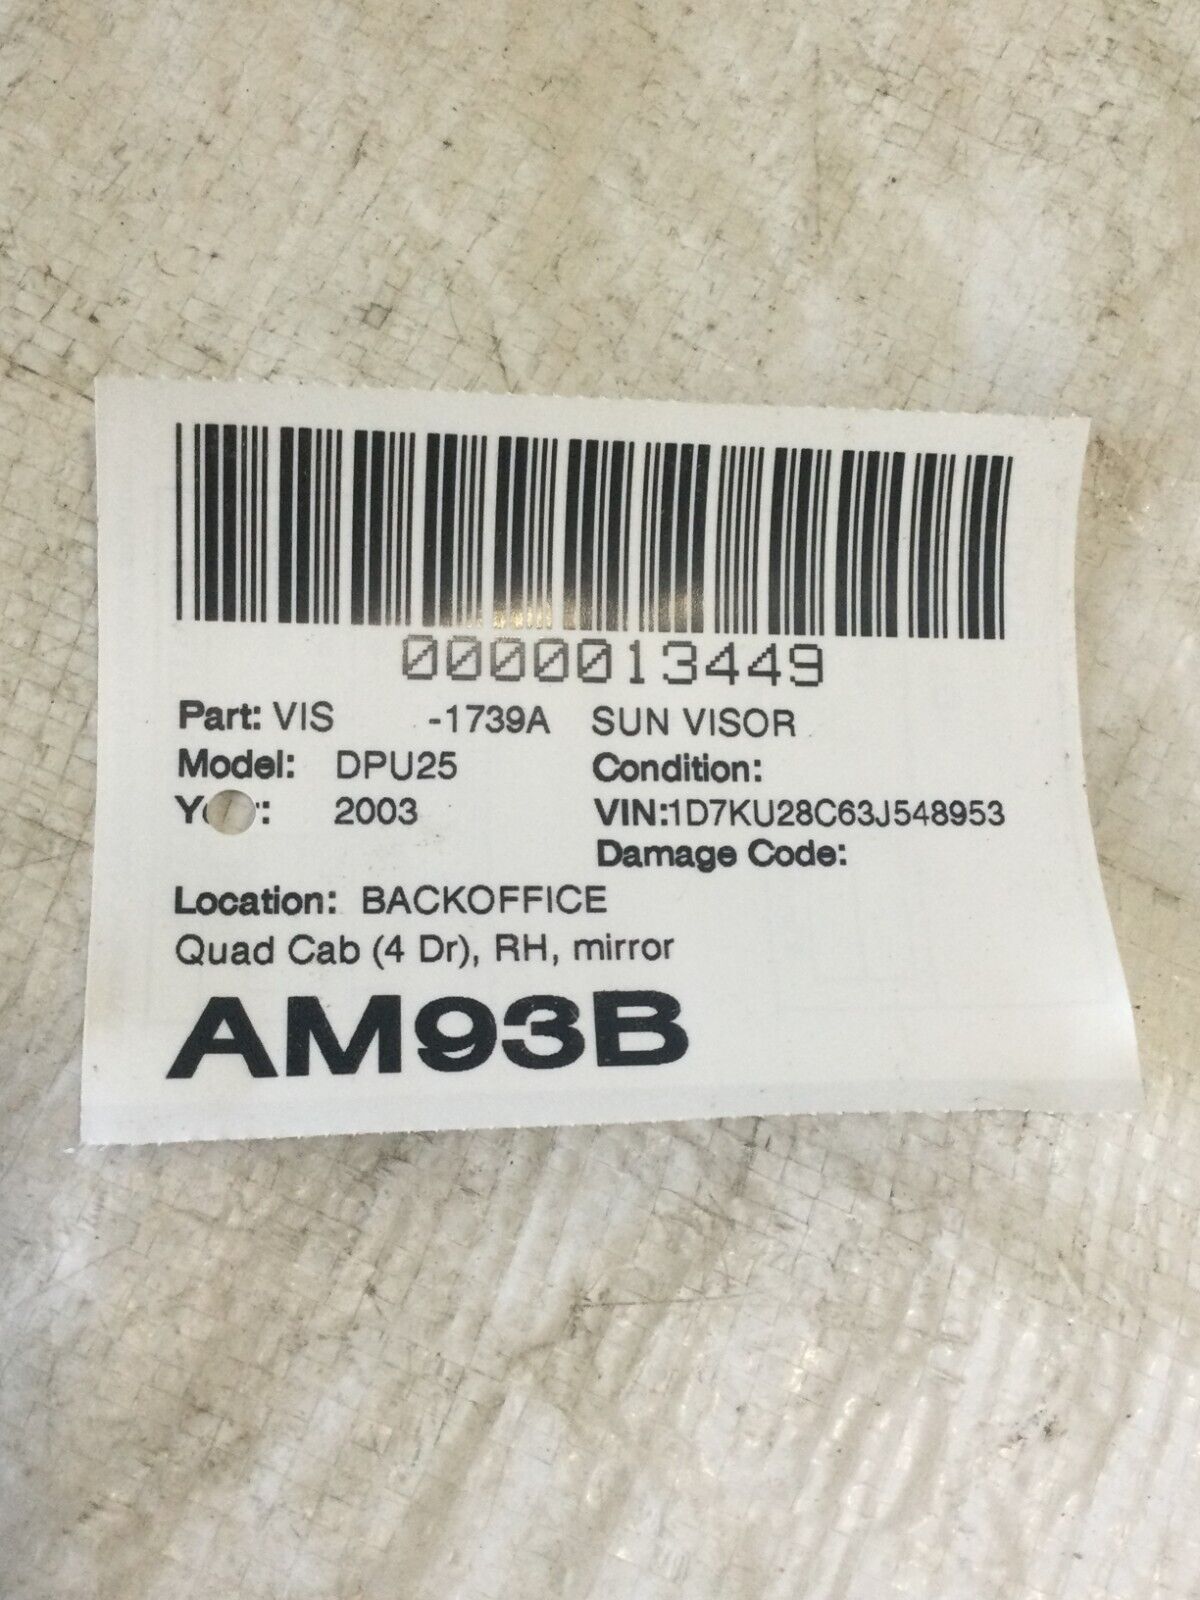 0000013449
Part: VIS -1739A SUN VISOR
Model: DPU25 Condition:
Y r: 2003 VIN:1D7KU28C63J548953
Damage Code:
Location: BACKOFFICE
Quad Cab (4 Dr), RH, mirror
AM93B